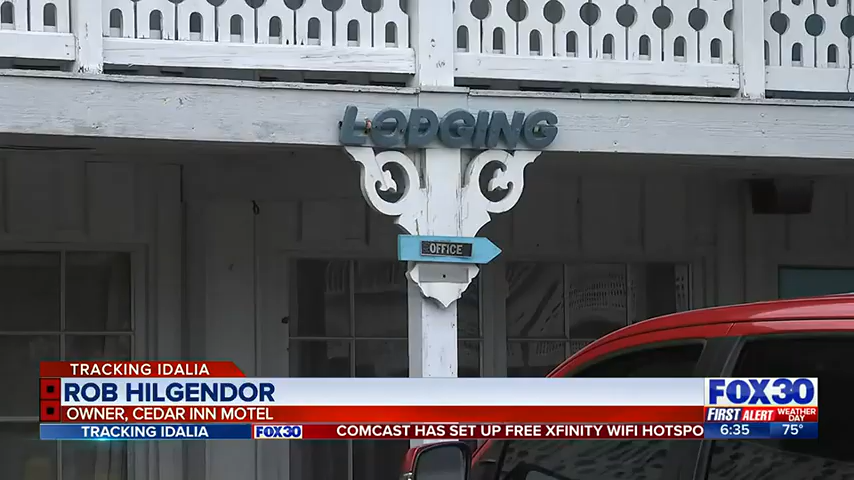 LODGING
OFFICE
TRACKING IDALIA
ROB HILGENDOR
OWNER, CEDAR INN MOTEL
TRACKING IDALIA
FOX30
COMCAST HAS SET UP FREE XFINITY WIFI HOTSPO
FOX30
FIRST ALERT WEATHER DAY
6:35 75°